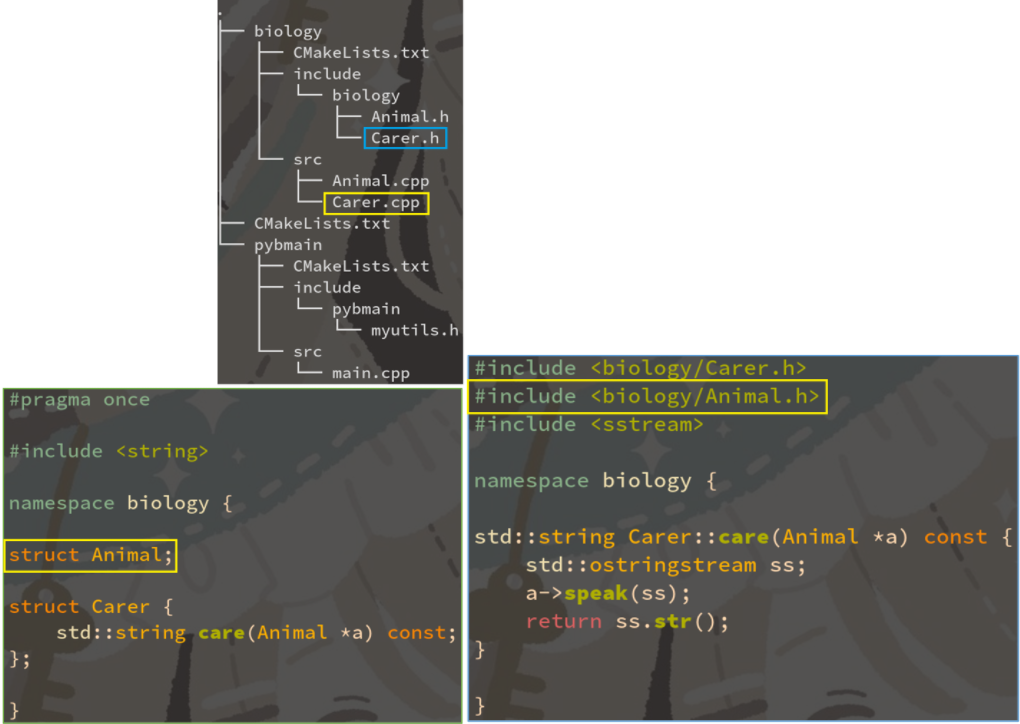 .
├── biology
│   ├── CMakeLists.txt
│   ├── include
│   │   └── biology
│   │       ├── Animal.h
│   │       └── Carer.h
│   └── src
│       ├── Animal.cpp
│       └── Carer.cpp
├── CMakeLists.txt
└── pybmain
    ├── CMakeLists.txt
    ├── include
    │   └── pybmain
    │       └── myutils.h
    └── src
        └── main.cpp
#pragma once
#include <string>
namespace biology {
struct Animal;
struct Carer {
    std::string care(Animal *a) const;
};
}
#include <biology/Carer.h>
#include <biology/Animal.h>
#include <sstream>
namespace biology {
std::string Carer::care(Animal *a) const {
    std::ostringstream ss;
    a->speak(ss);
    return ss.str();
}
}